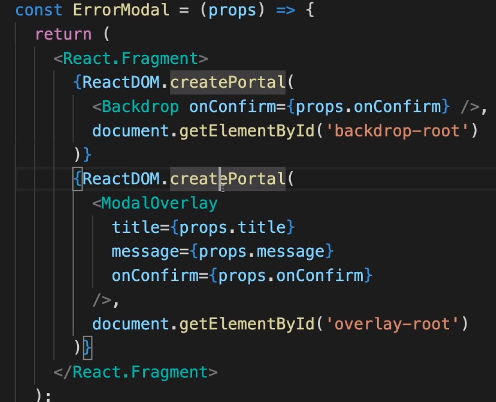 const ErrorModal = (props) => {
return (
<React.Fragment>
{ReactDOM.createPortal(
<Backdrop onConfirm={props.onConfirm} />,
document.getElementById('backdrop-root')
)}
{ReactDOM.createPortal(
<ModalOverlay
title={props.title}
message={props.message}
onConfirm={props.onConfirm}
/>,
document.getElementById('overlay-root')
)}
</React.Fragment>
);